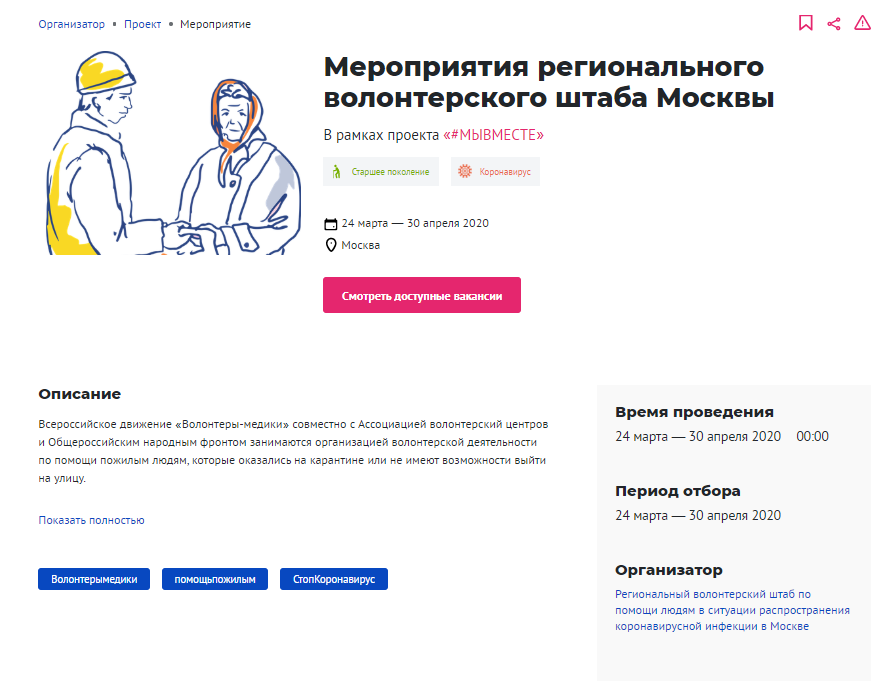 Организатор • Проект • Мероприятие
Мероприятия регионального
волонтерского штаба Москвы
В рамках проекта «#МЫВМЕСТЕ»
Старшее поколение
Коронавирус
24 марта — 30 апреля 2020
Москва
Смотреть доступные вакансии
Описание
Всероссийское движение «Волонтеры-медики» совместно с Ассоциацией волонтерский центров
и Общероссийским народным фронтом занимаются организацией волонтерской деятельности
по помощи пожилым людям, которые оказались на карантине или не имеют возможности выйти
на улицу.
Показать полностью
Волонтерымедики
помощьпожилым
СтопКоронавирус
Время проведения
24 марта — 30 апреля 2020 00:00
Период отбора
24 марта — 30 апреля 2020
Организатор
Региональный волонтерский штаб по
помощи людям в ситуации распространения
коронавирусной инфекции в Москве